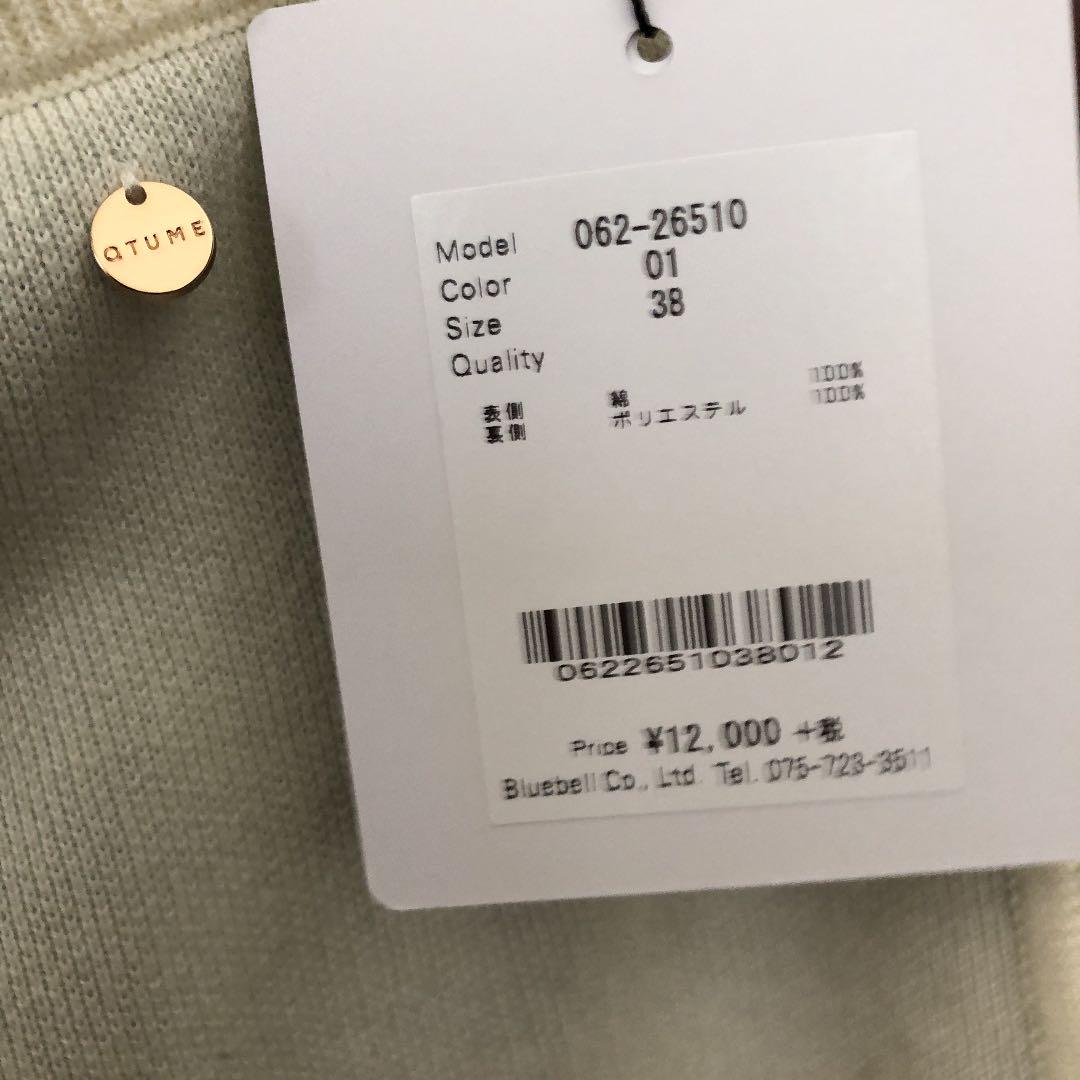 QTUME
Model 062-26510
Color 01
Size 38
Quality
表側 綿 100%
裏側 ポリエステル 100%
0622651038012
Price ¥12,000 +税
Bluebell Co., Ltd. Tel. 075-723-3511